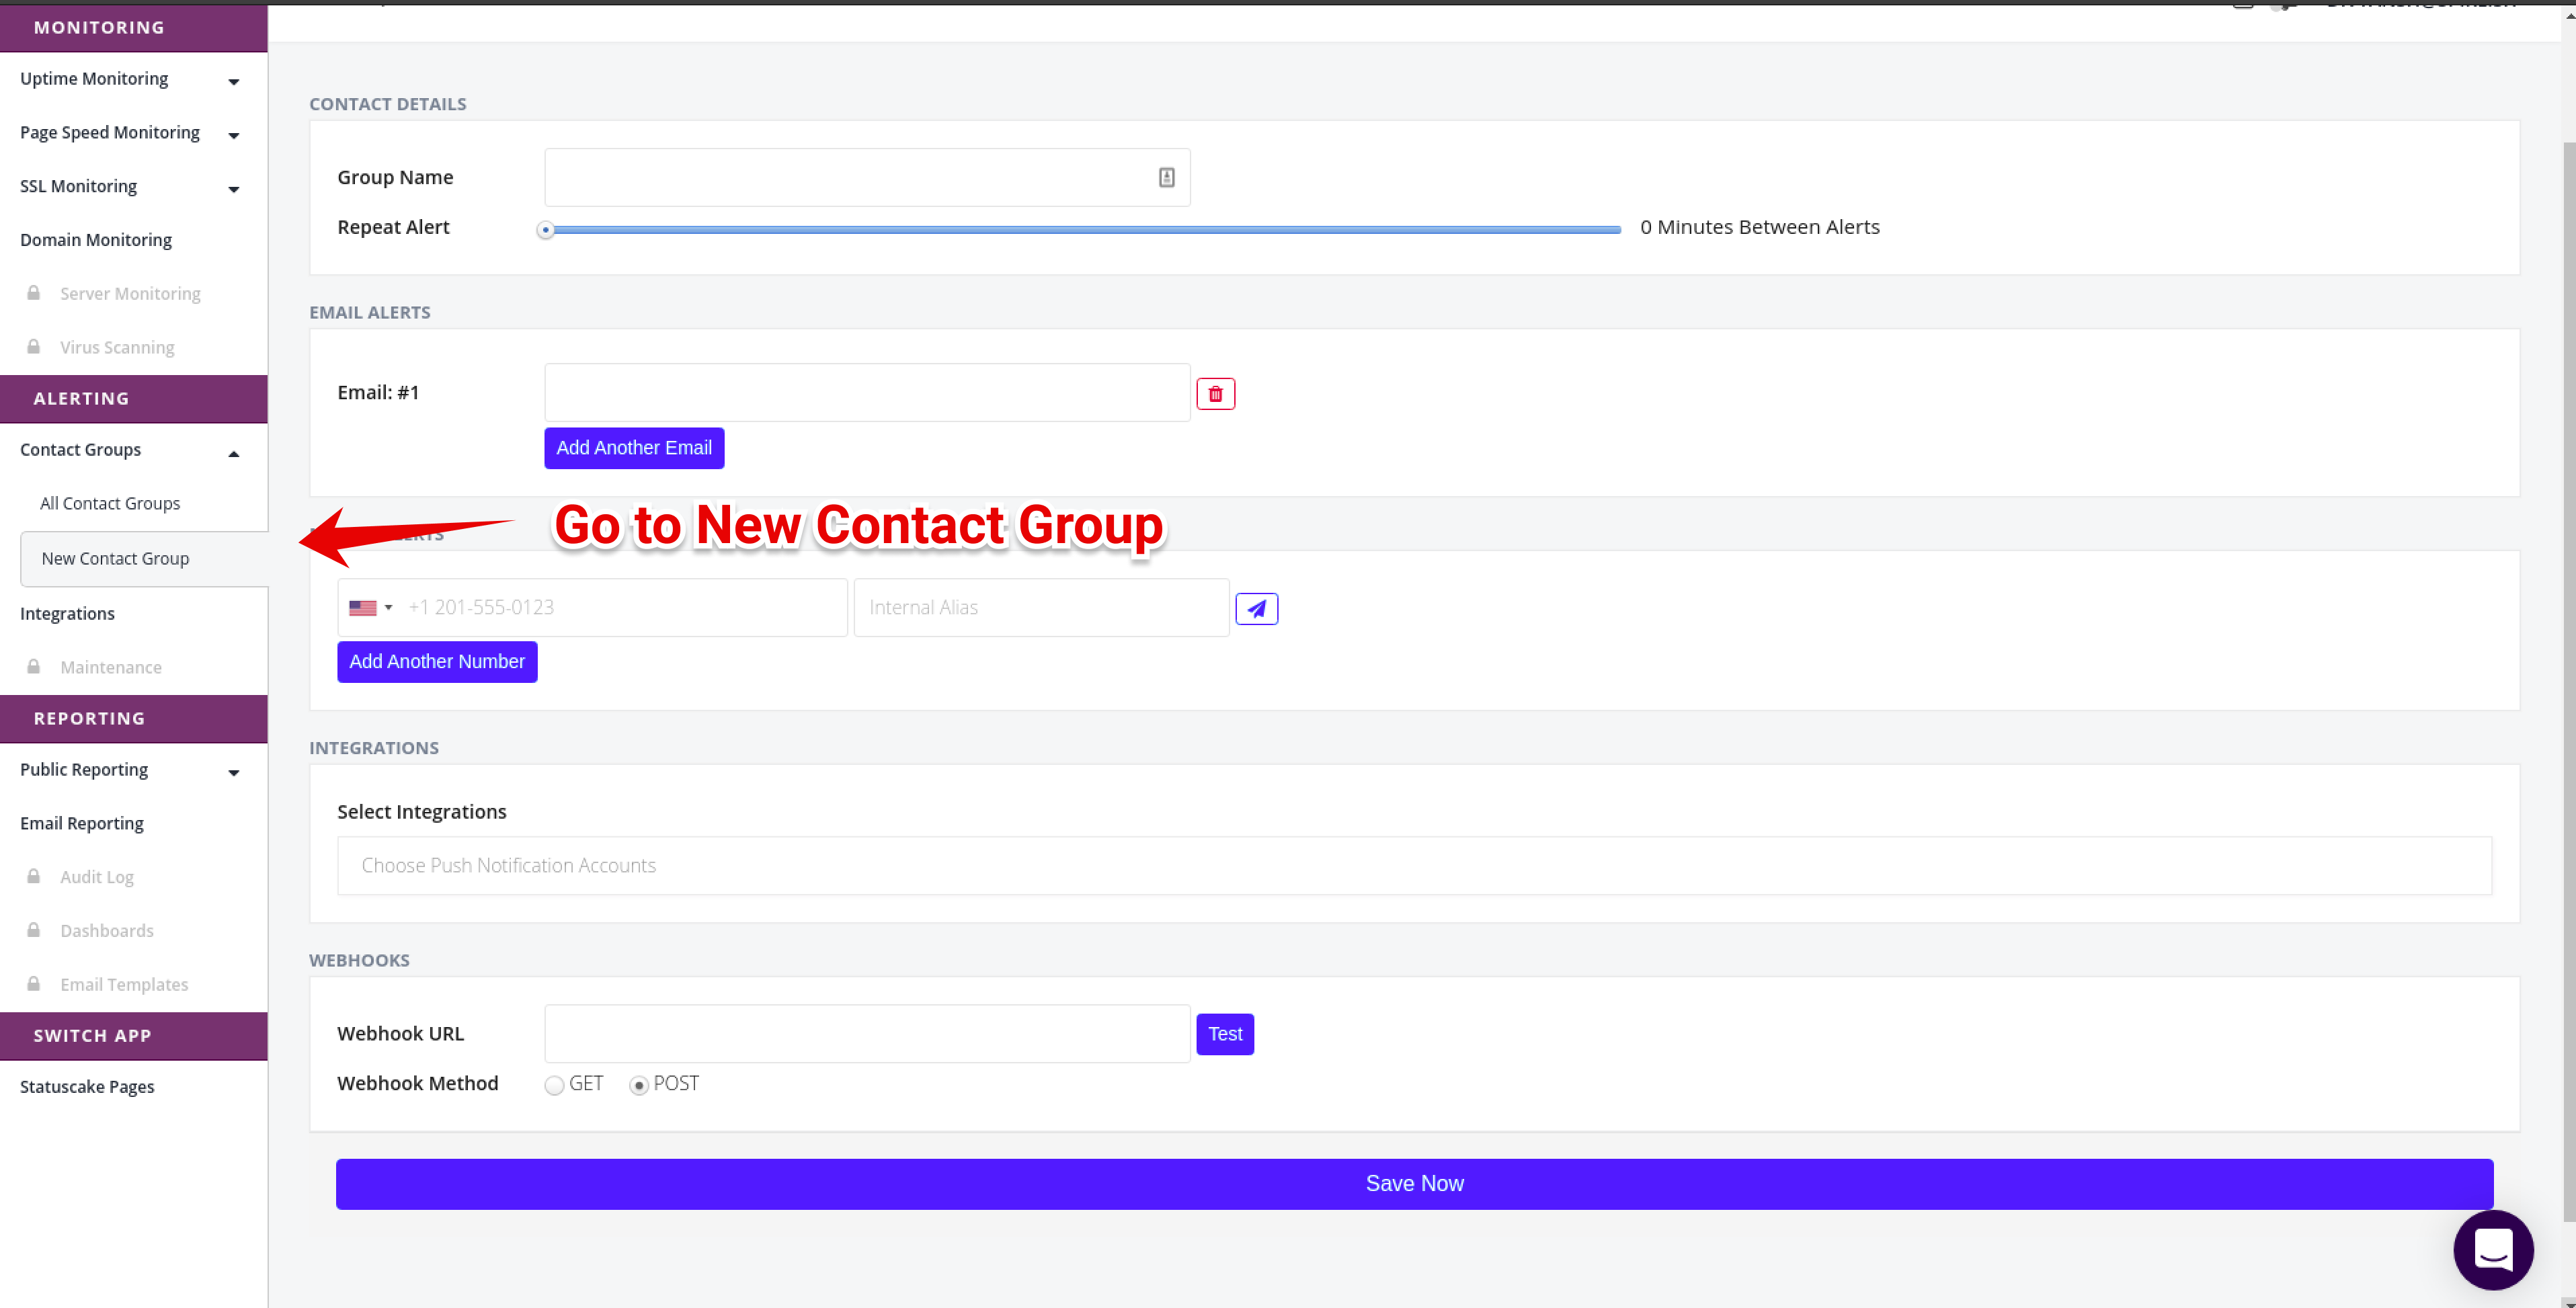 MONITORING
Uptime Monitoring
Page Speed Monitoring
SSL Monitoring
Domain Monitoring
Server Monitoring
Virus Scanning
ALERTING
Contact Groups
All Contact Groups
New Contact Group
Integrations
Maintenance
REPORTING
Public Reporting
Email Reporting
Audit Log
Dashboards
Email Templates
SWITCH APP
Statuscake Pages
CONTACT DETAILS
Group Name
Repeat Alert
0 Minutes Between Alerts
EMAIL ALERTS
Email: #1
Add Another Email
Go to New Contact Group
+1 201-555-0123
Internal Alias
Add Another Number
INTEGRATIONS
Select Integrations
Choose Push Notification Accounts
WEBHOOKS
Webhook URL
Test
Webhook Method
GET
POST
Save Now